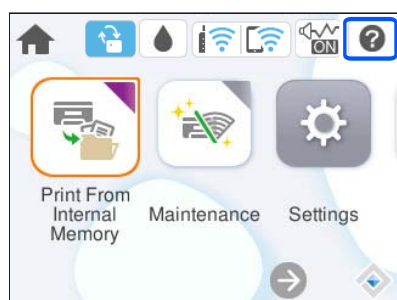 ON
?
Print From
Internal
Memory
Maintenance
Settings